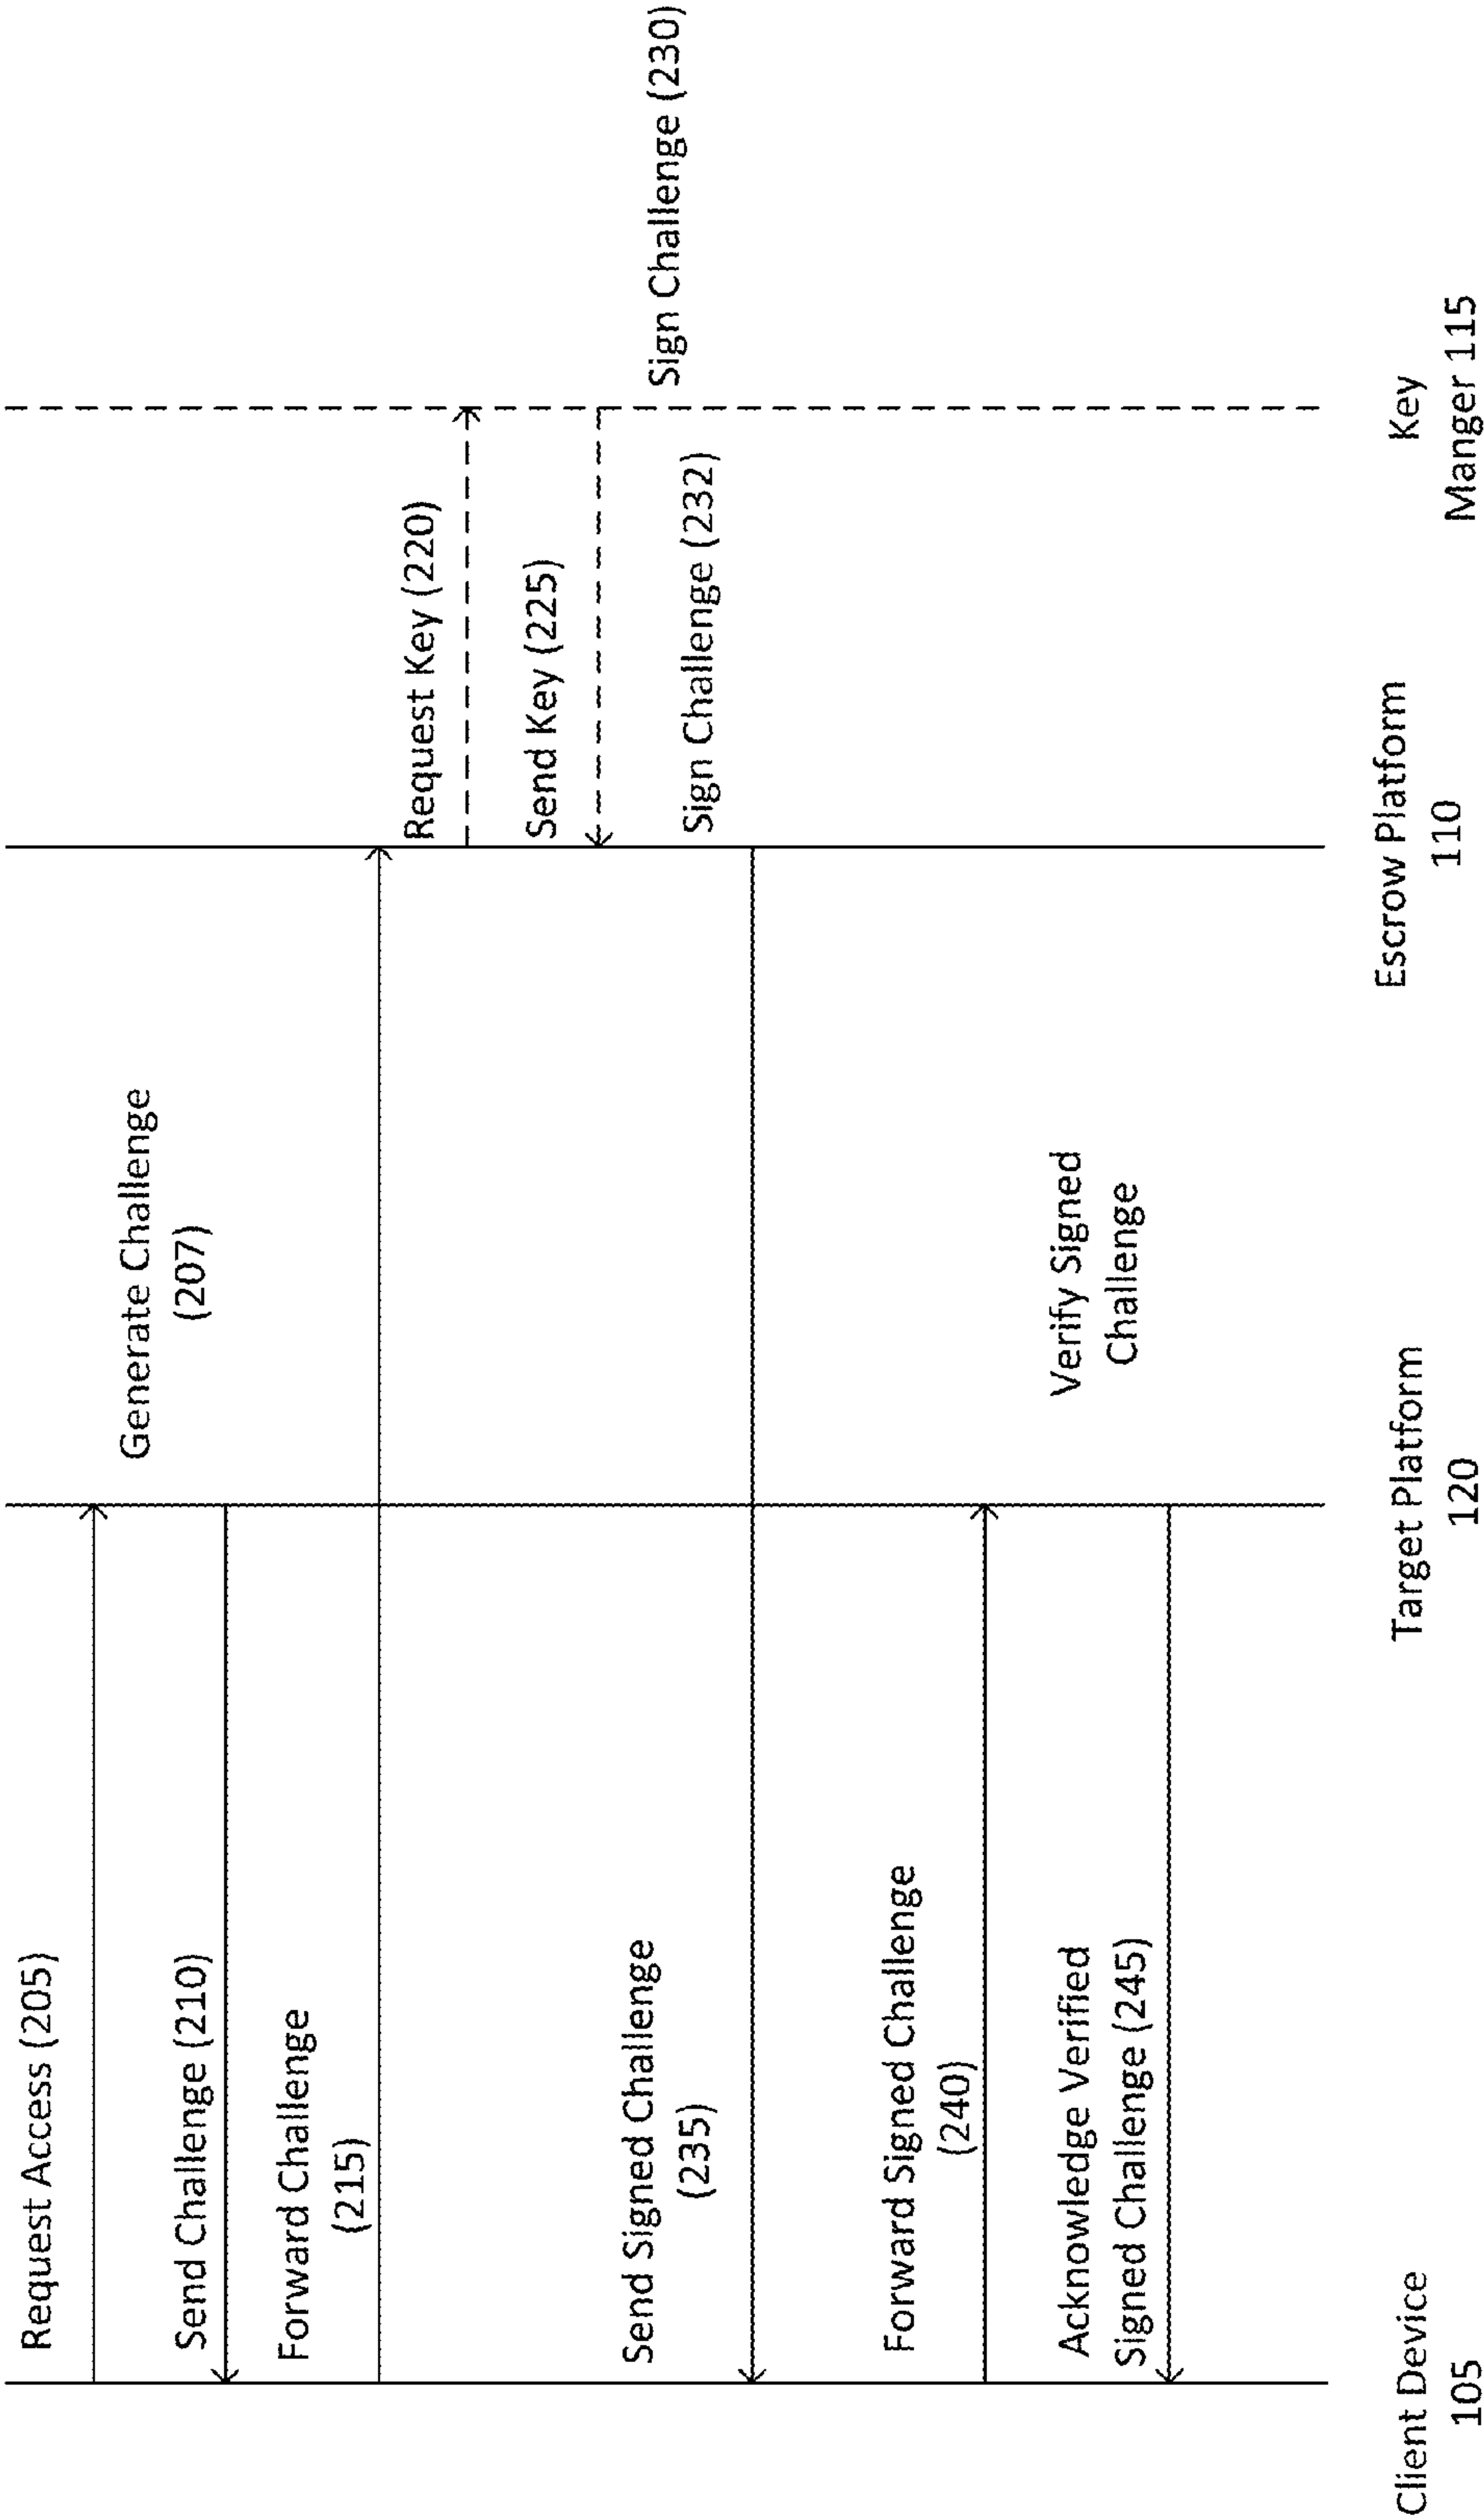 Request Access (205)
Generate Challenge
(207)
Send Challenge (210)
Forward Challenge
(215)
Request Key (220)
Send Key (225)
Sign Challenge (230)
Sign Challenge (232)
Send Signed Challenge
(235)
Forward Signed Challenge
(240)
Verify Signed
Challenge
Acknowledge Verified
Signed Challenge (245)
Client Device
105
Target Platform
120
Escrow Platform
110
Key
Manger 115